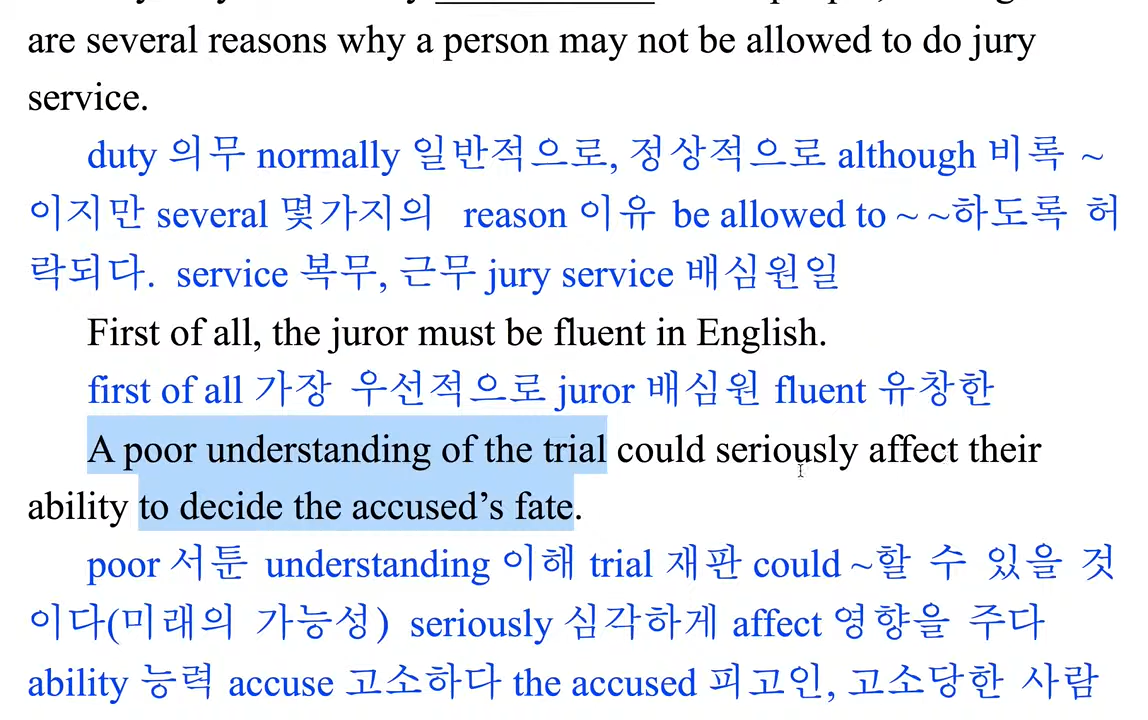 are several reasons why a person may not be allowed to do jury
service.
duty 의무 normally 일반적으로, 정상적으로 although 비록 ~
이지만 several 몇가지의 reason 이유 be allowed to ~ ~하도록 허
락되다. service 복무, 근무 jury service 배심원일
First of all, the juror must be fluent in English.
first of all 가장 우선적으로 juror 배심원 fluent 유창한
A poor understanding of the trial could seriously affect their
ability to decide the accused’s fate.
poor 서툰 understanding 이해 trial 재판 could ~할 수 있을 것
이다(미래의 가능성) seriously 심각하게 affect 영향을 주다
ability 능력 accuse 고소하다 the accused 피고인, 고소당한 사람